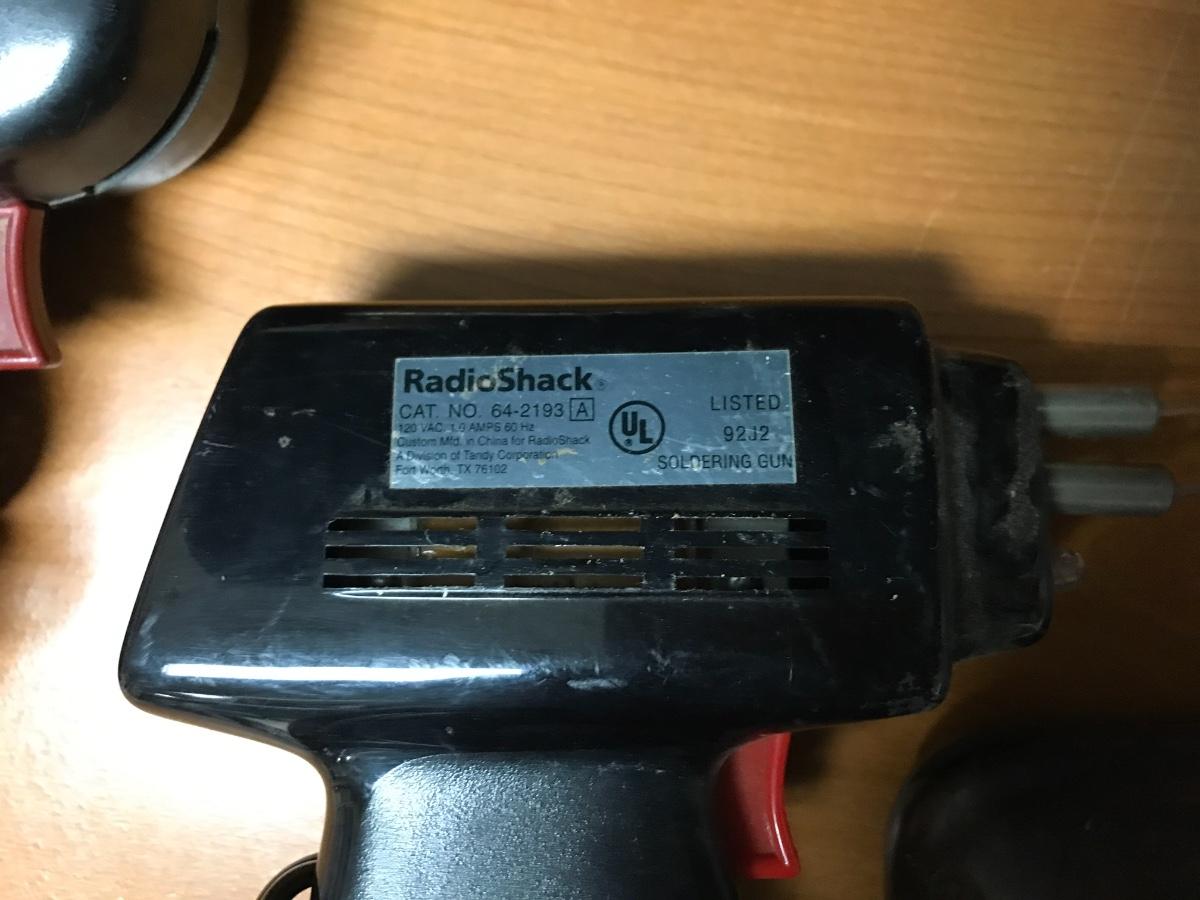 RadioShack®
CAT. NO. 64-2193 A
120 VAC, 1.0 AMPS 60 Hz
Custom Mfd. in China for RadioShack
A Division of Tandy Corporation
Fort Worth, TX 76102
UL
LISTED
92J2
SOLDERING GUN